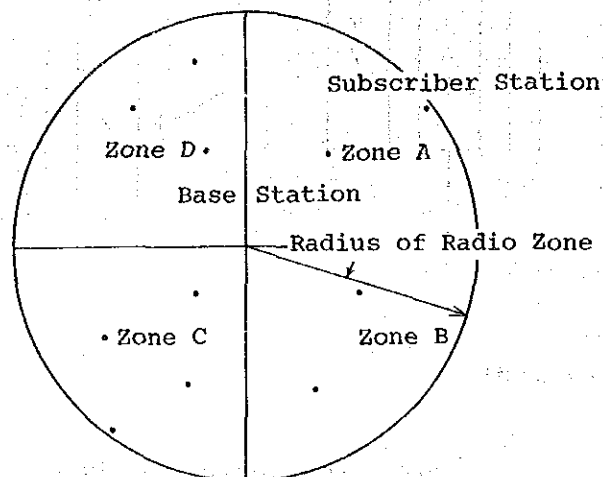 Subscriber Station
Zone D
Zone A
Base Station
Radius of Radio Zone
Zone C
Zone B